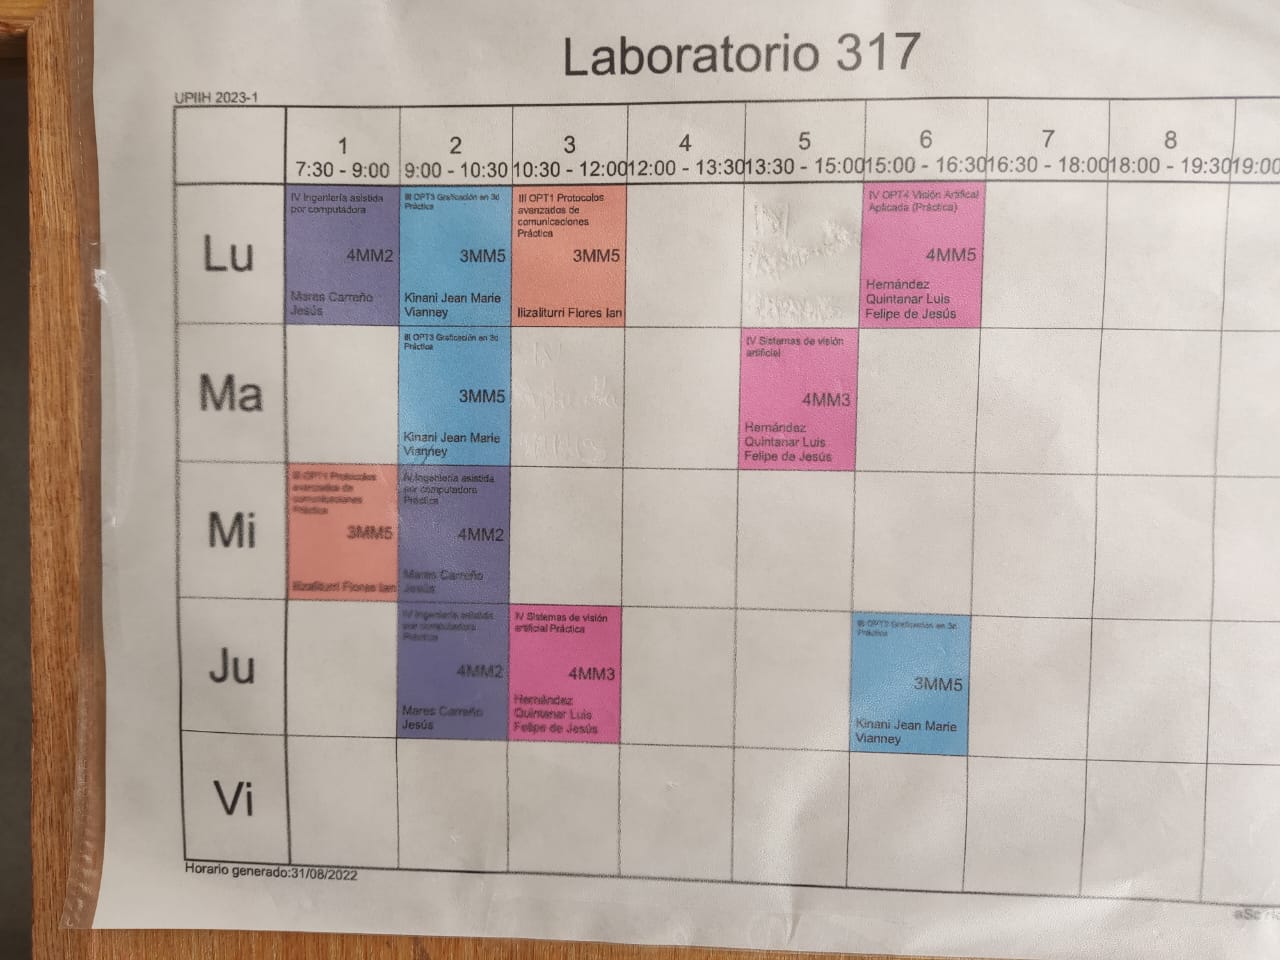 Laboratorio 317
UPIIH 2023-1
1 2 3 4 5 6 7 8
7:30 - 9:00 9:00 - 10:30 10:30 - 12:00 12:00 - 13:30 13:30 - 15:00 15:00 - 16:30 16:30 - 18:00 18:00 - 19:30 19:00
Lu
IV Ingeniería asistida
por computadora
4MM2
Mares Carreño
Jesús
III OPT3 Graficación en 3d
Práctica
3MM5
Kinani Jean Marie
Vianney
III OPT1 Protocolos
avanzados de
comunicaciones
Práctica
3MM5
Ilizaliturri Flores Ian
IV OPT4 Visión Artifical
Aplicada (Práctica)
4MM5
Hernández
Quintanar Luis
Felipe de Jesús
Ma
III OPT3 Graficación en 3d
Práctica
3MM5
Kinani Jean Marie
Vianney
IV Sistemas de visión
artificial
4MM3
Hernández
Quintanar Luis
Felipe de Jesús
Mi
III OPT1 Protocolos
avanzados de
comunicaciones
Práctica
3MM5
Ilizaliturri Flores Ian
IV Ingeniería asistida
por computadora
Práctica
4MM2
Mares Carreño
Jesús
Ju
IV Ingeniería asistida
por computadora
Práctica
4MM2
Mares Carreño
Jesús
IV Sistemas de visión
artificial Práctica
4MM3
Hernández
Quintanar Luis
Felipe de Jesús
III OPT3 Graficación en 3d
Práctica
3MM5
Kinani Jean Marie
Vianney
Vi
Horario generado:31/08/2022